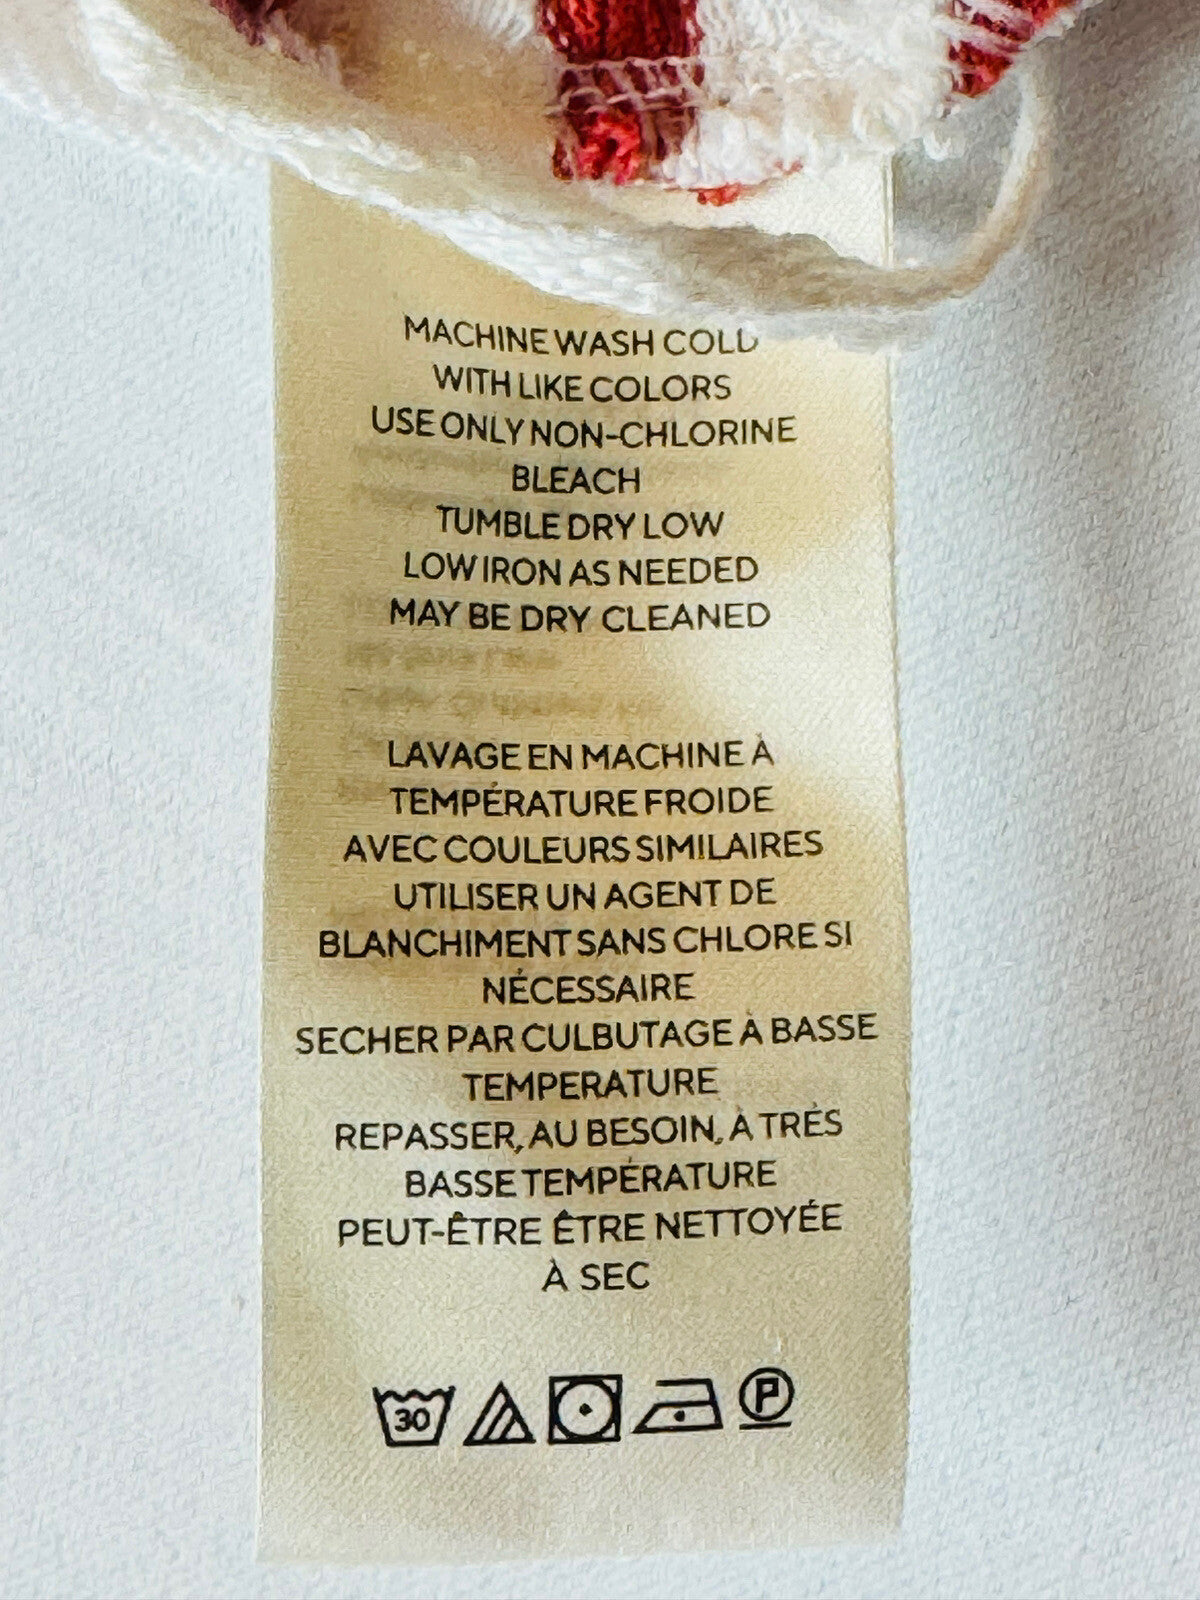 MACHINE WASH COLD
WITH LIKE COLORS
USE ONLY NON-CHLORINE
BLEACH
TUMBLE DRY LOW
LOW IRON AS NEEDED
MAY BE DRY CLEANED
LAVAGE EN MACHINE À
TEMPÉRATURE FROIDE
AVEC COULEURS SIMILAIRES
UTILISER UN AGENT DE
BLANCHIMENT SANS CHLORE SI
NÉCESSAIRE
SECHER PAR CULBUTAGE À BASSE
TEMPERATURE
REPASSER, AU BESOIN, À TRÉS
BASSE TEMPÉRATURE
PEUT-ÊTRE ÊTRE NETTOYÉE
À SEC
30 P